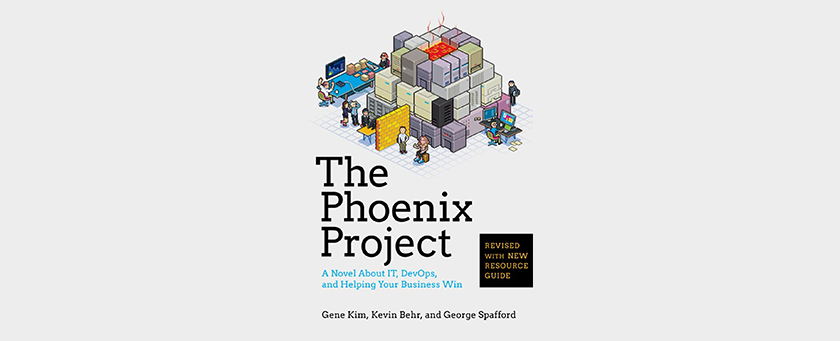 The
Phoenix
Project
A Novel About IT, DevOps,
and Helping Your Business Win
REVISED
WITH NEW
RESOURCE
GUIDE
Gene Kim, Kevin Behr, and George Spafford